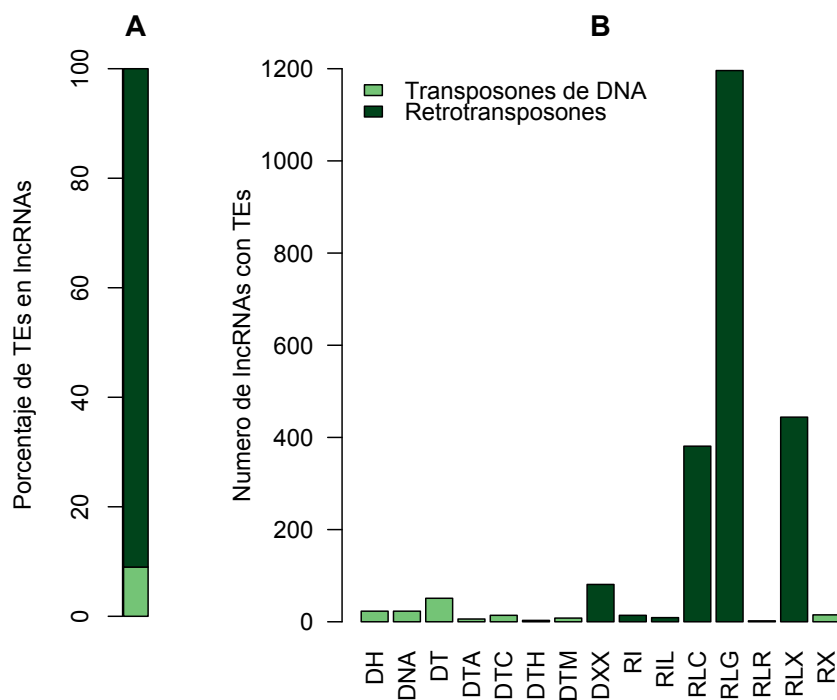 A
Porcentaje de TEs en lncRNAs
0
20
40
60
80
100
B
Numero de lncRNAs con TEs
0
200
400
600
800
1000
1200
Transposones de DNA
Retrotransposones
DH
DNA
DT
DTA
DTC
DTH
DTM
DXX
RI
RIL
RLC
RLG
RLR
RLX
RX